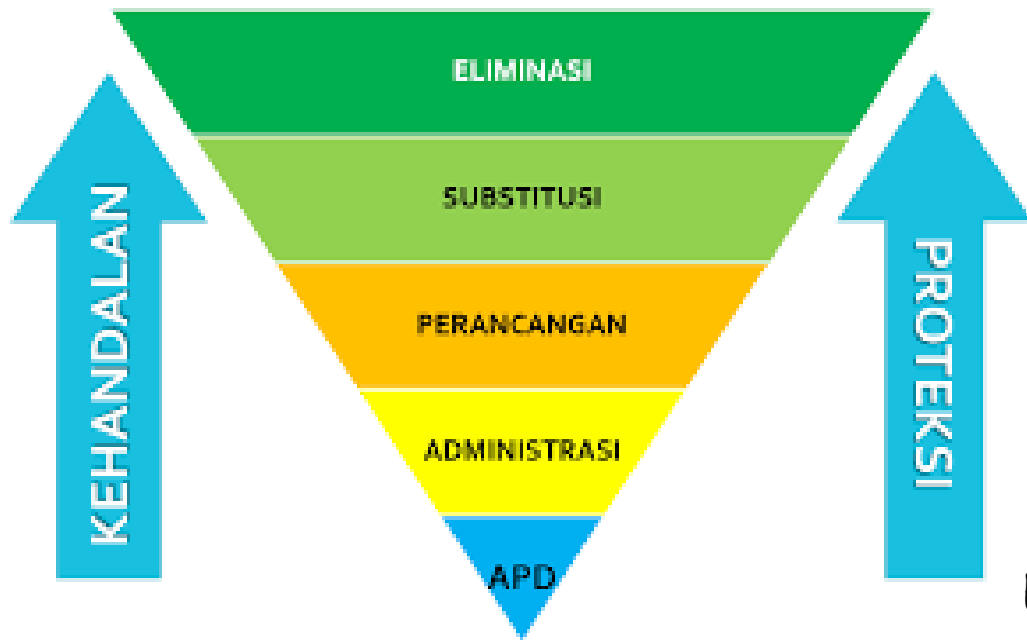 ELIMINASI
SUBSTITUSI
PERANCANGAN
ADMINISTRASI
APD
KEHANDALAN
PROTEKSI